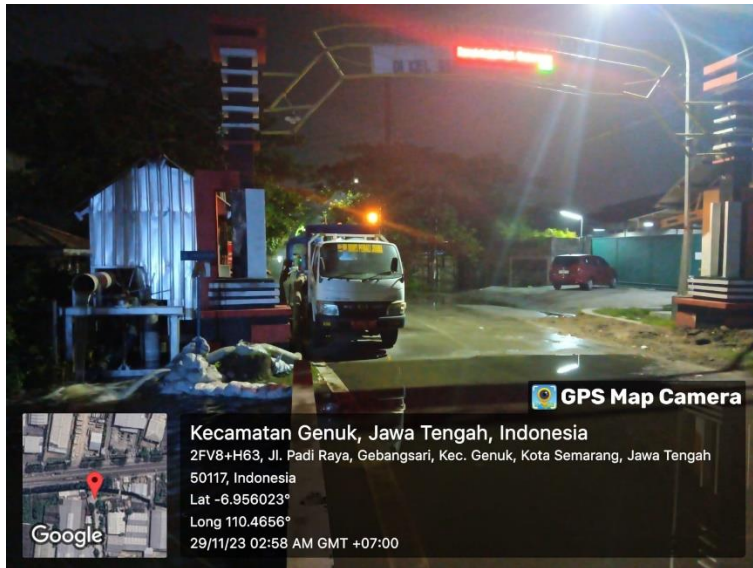 GPS Map Camera
Kecamatan Genuk, Jawa Tengah, Indonesia
2FV8+H63, Jl. Padi Raya, Gebangsari, Kec. Genuk, Kota Semarang, Jawa Tengah
50117, Indonesia
Lat -6.956023°
Long 110.4656°
29/11/23 02:58 AM GMT +07:00
Google